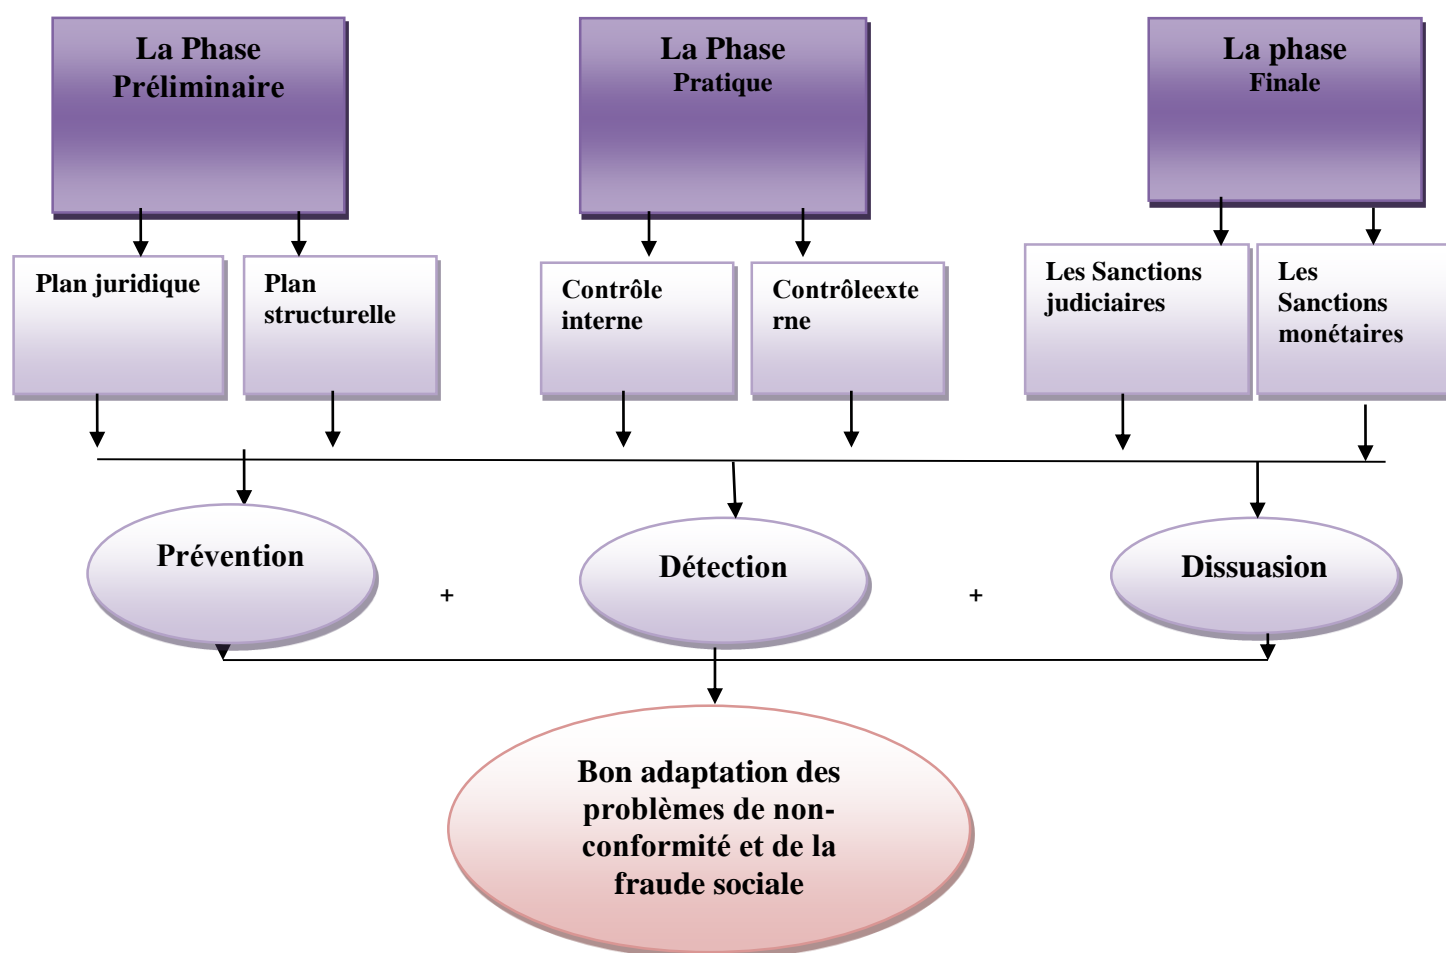 La Phase
Préliminaire
La Phase
Pratique
La phase
Finale
Plan juridique
Plan
structurelle
Contrôle
interne
Contrôleexte
rne
Les Sanctions
judiciaires
Les
Sanctions
monétaires
Prévention
+
Détection
+
Dissuasion
Bon adaptation des
problèmes de non-
conformité et de la
fraude sociale